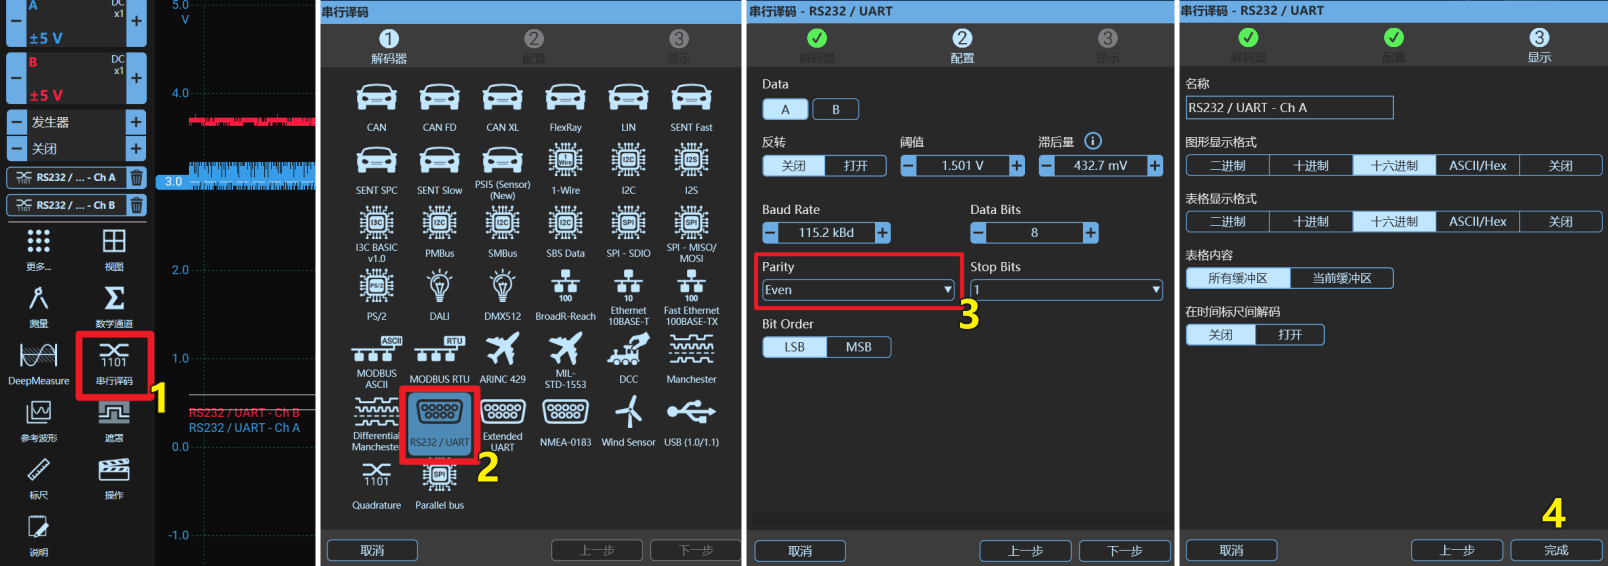 A
DC
x1
±5 V
B
DC
x1
±5 V
发生器
关闭
RS232 / ... - Ch A
RS232 / ... - Ch B
更多...
视图
测量
数学通道
DeepMeasure
1101
串行译码
1
参考波形
遮罩
标尺
操作
说明
5.0
V
4.0
3.0
2.0
1.0
0.0
-1.0
RS232 / UART - Ch B
RS232 / UART - Ch A
串行译码
1
2
3
解码器
配置
显示
CAN
CAN FD
CAN XL
FlexRay
LIN
SENT Fast
SENT SPC
SENT Slow
PSI5 (Sensor)
(New)
1-Wire
I2C
I2S
I3C BASIC
v1.0
PMBus
SMBus
SBS Data
SPI - SDIO
SPI - MISO/
MOSI
PS/2
DALI
DMX512
BroadR-Reach
Ethernet
10BASE-T
Fast Ethernet
100BASE-TX
MODBUS
ASCII
MODBUS RTU
ARINC 429
MIL-
STD-1553
DCC
Manchester
Differential
Manchester
RS232 / UART
2
Extended
UART
NMEA-0183
Wind Sensor
USB (1.0/1.1)
Quadrature
Parallel bus
取消
上一步
下一步
串行译码 - RS232 / UART
2
3
解码器
配置
显示
Data
A
B
反转
阈值
滞后量
关闭
打开
1.501 V
432.7 mV
Baud Rate
Data Bits
115.2 kBd
8
Parity
Stop Bits
Even
1
3
Bit Order
LSB
MSB
取消
上一步
下一步
串行译码 - RS232 / UART
3
解码器
配置
显示
名称
RS232 / UART - Ch A
图形显示格式
二进制
十进制
十六进制
ASCII/Hex
关闭
表格显示格式
二进制
十进制
十六进制
ASCII/Hex
关闭
表格内容
所有缓冲区
当前缓冲区
在时间标尺间解码
关闭
打开
4
取消
上一步
完成